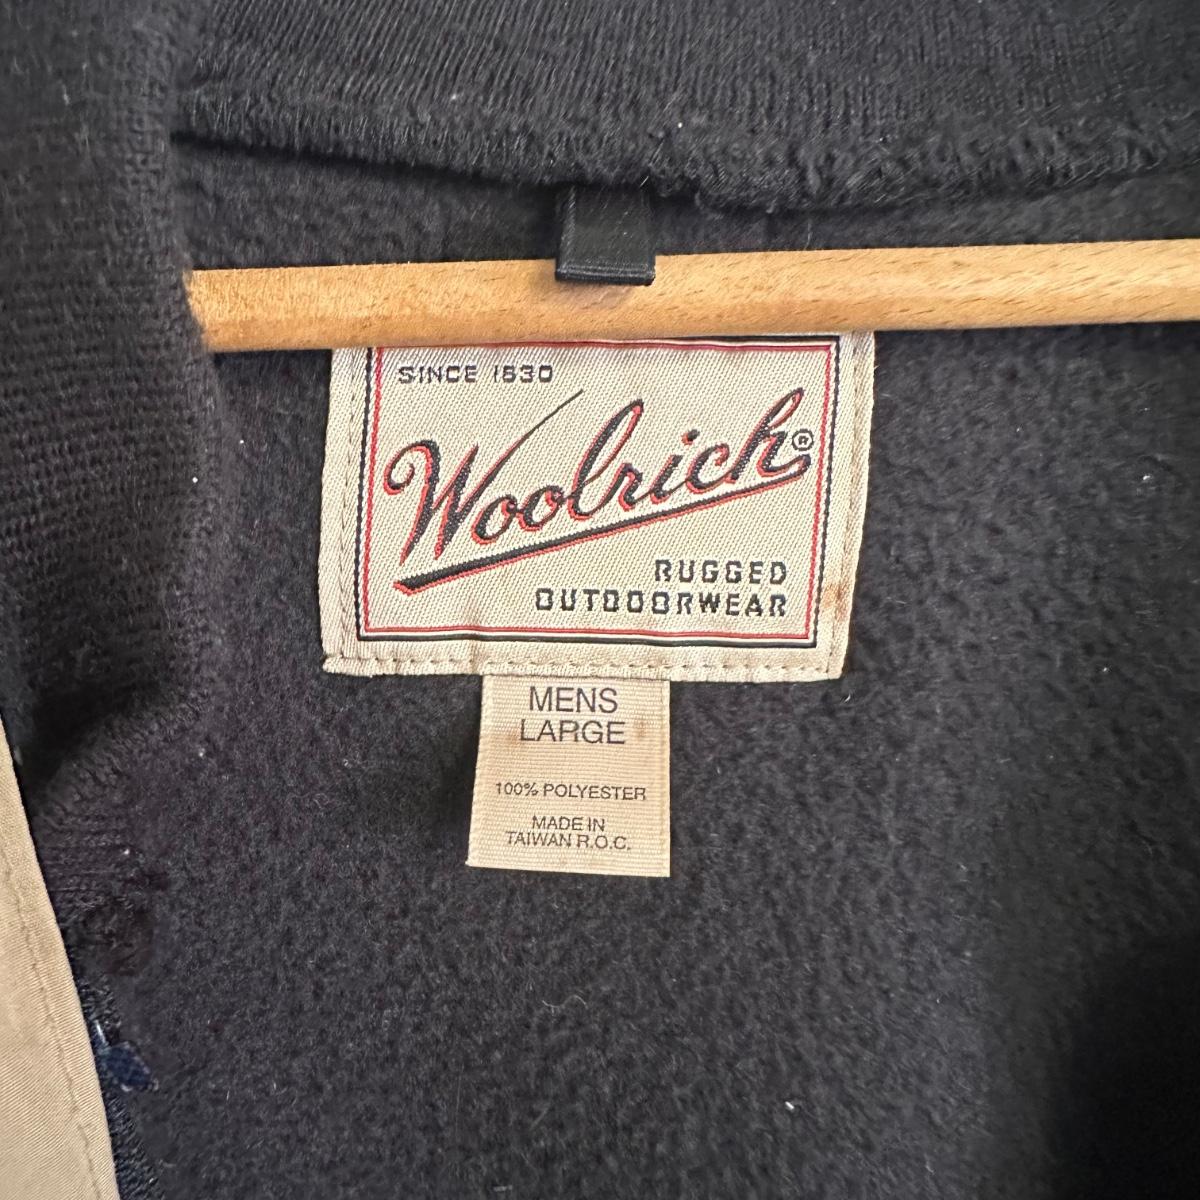 SINCE 1830
Woolrich®
RUGGED
OUTDOORWEAR
MENS
LARGE
100% POLYESTER
MADE IN
TAIWAN R.O.C.